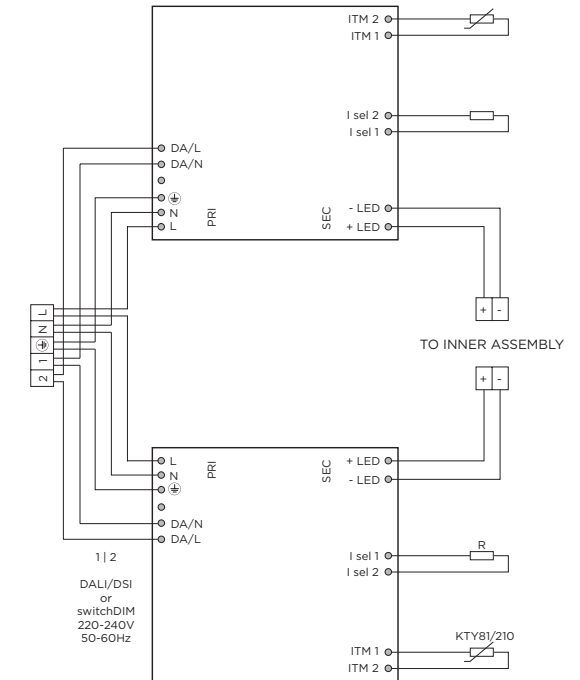 ITM 2
ITM 1
I sel 2
I sel 1
DA/L
DA/N
N
L
PRI
SEC
- LED
+ LED
L
N
1
2
+ -
TO INNER ASSEMBLY
+ -
L
N
PRI
SEC
+ LED
- LED
DA/N
DA/L
1 | 2
DALI/DSI
or
switchDIM
220-240V
50-60Hz
I sel 1
I sel 2
R
KTY81/210
ITM 1
ITM 2